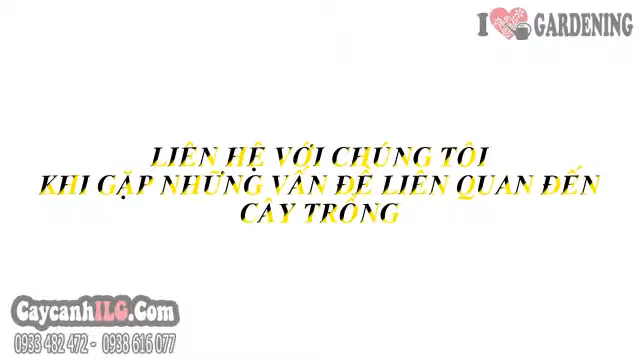 I GARDENING
LIÊN HỆ VỚI CHÚNG TÔI
KHI GẶP NHỮNG VẤN ĐỀ LIÊN QUAN ĐẾN
CÂY TRỒNG
CaycanhILG.Com
0933 482 472 - 0938 616 077